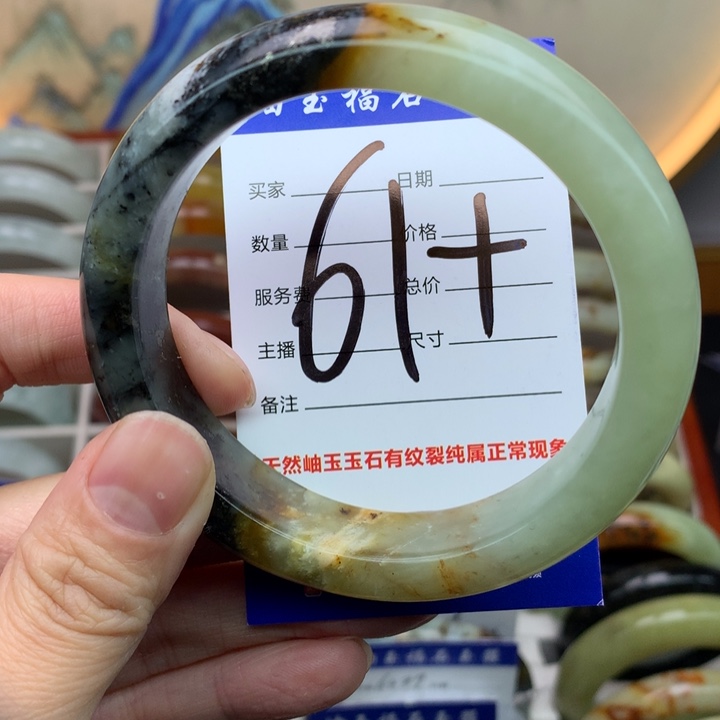 玉福石
买家 日期
数量 价格
61+
服务费 总价
主播 尺寸
备注
天然岫玉玉石有纹裂纯属正常现象